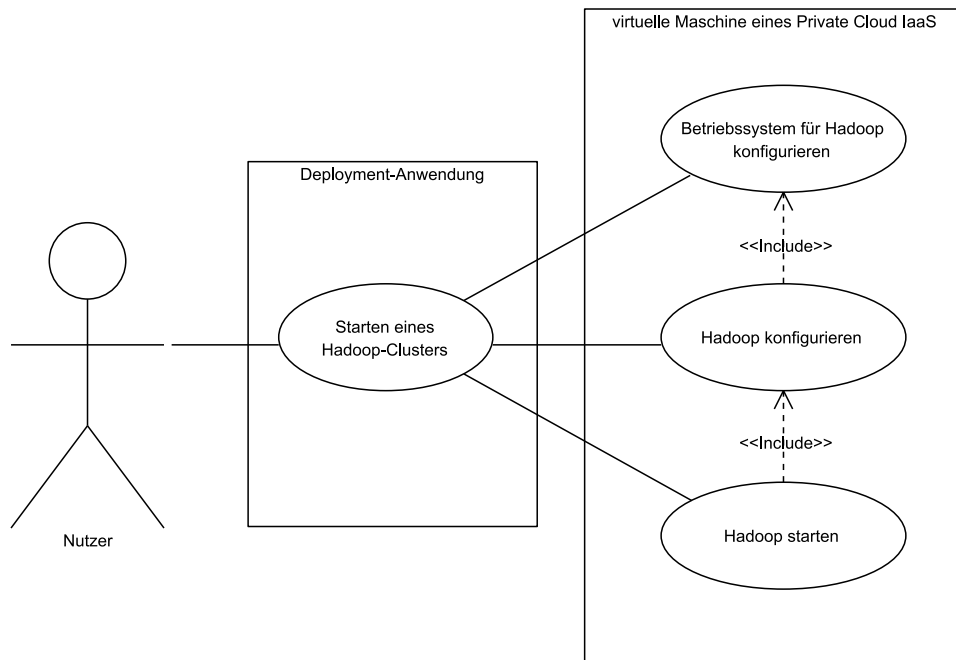 virtuelle Maschine eines Private Cloud IaaS
Betriebssystem für Hadoop
konfigurieren
Deployment-Anwendung
<<Include>>
Starten eines
Hadoop-Clusters
Hadoop konfigurieren
<<Include>>
Nutzer
Hadoop starten